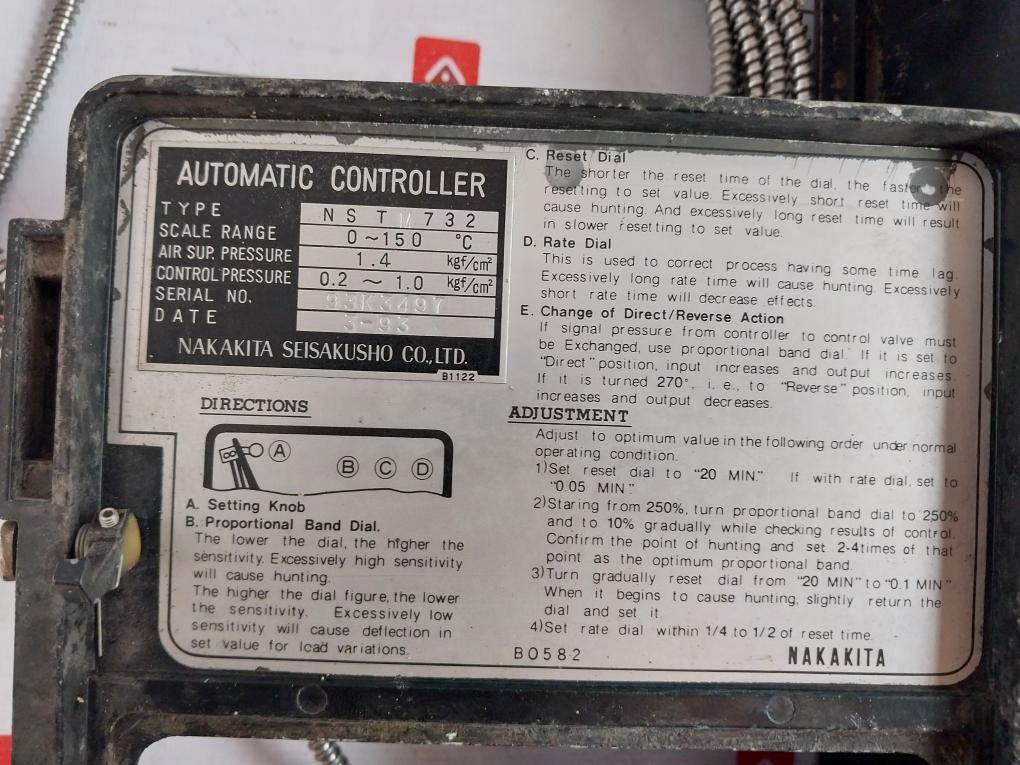 AUTOMATIC CONTROLLER
TYPE NST 732
SCALE RANGE 0~150 °C
AIR SUP. PRESSURE 1.4 kgf/cm²
CONTROL PRESSURE 0.2 ~ 1.0 kgf/cm²
SERIAL NO. 93K3497
DATE 3-93
NAKAKITA SEISAKUSHO CO., LTD.
B1122
DIRECTIONS
A
B C D
A. Setting Knob
B. Proportional Band Dial.
The lower the dial, the higher the
sensitivity. Excessively high sensitivity
will cause hunting.
The higher the dial figure, the lower
the sensitivity. Excessively low
sensitivity will cause deflection in
set value for load variations.
C. Reset Dial
The shorter the reset time of the dial, the faster the
resetting to set value. Excessively short reset time will
cause hunting. And excessively long reset time will result
in slower resetting to set value.
D. Rate Dial
This is used to correct process having some time lag.
Excessively long rate time will cause hunting. Excessively
short rate time will decrease effects.
E. Change of Direct/Reverse Action
If signal pressure from controller to control valve must
be Exchanged, use proportional band dial. If it is set to
"Direct" position, input increases and output increases.
If it is turned 270°, i. e., to "Reverse" position, input
increases and output decreases.
ADJUSTMENT
Adjust to optimum value in the following order under normal
operating condition.
1)Set reset dial to "20 MIN." If with rate dial, set to
"0.05 MIN".
2)Staring from 250%, turn proportional band dial to 250%
and to 10% gradually while checking results of control.
Confirm the point of hunting and set 2-4times of that
point as the optimum proportional band.
3)Turn gradually reset dial from "20 MIN" to "0.1 MIN".
When it begins to cause hunting, slightly return the
dial and set it.
4)Set rate dial within 1/4 to 1/2 of reset time.
B0582 NAKAKITA